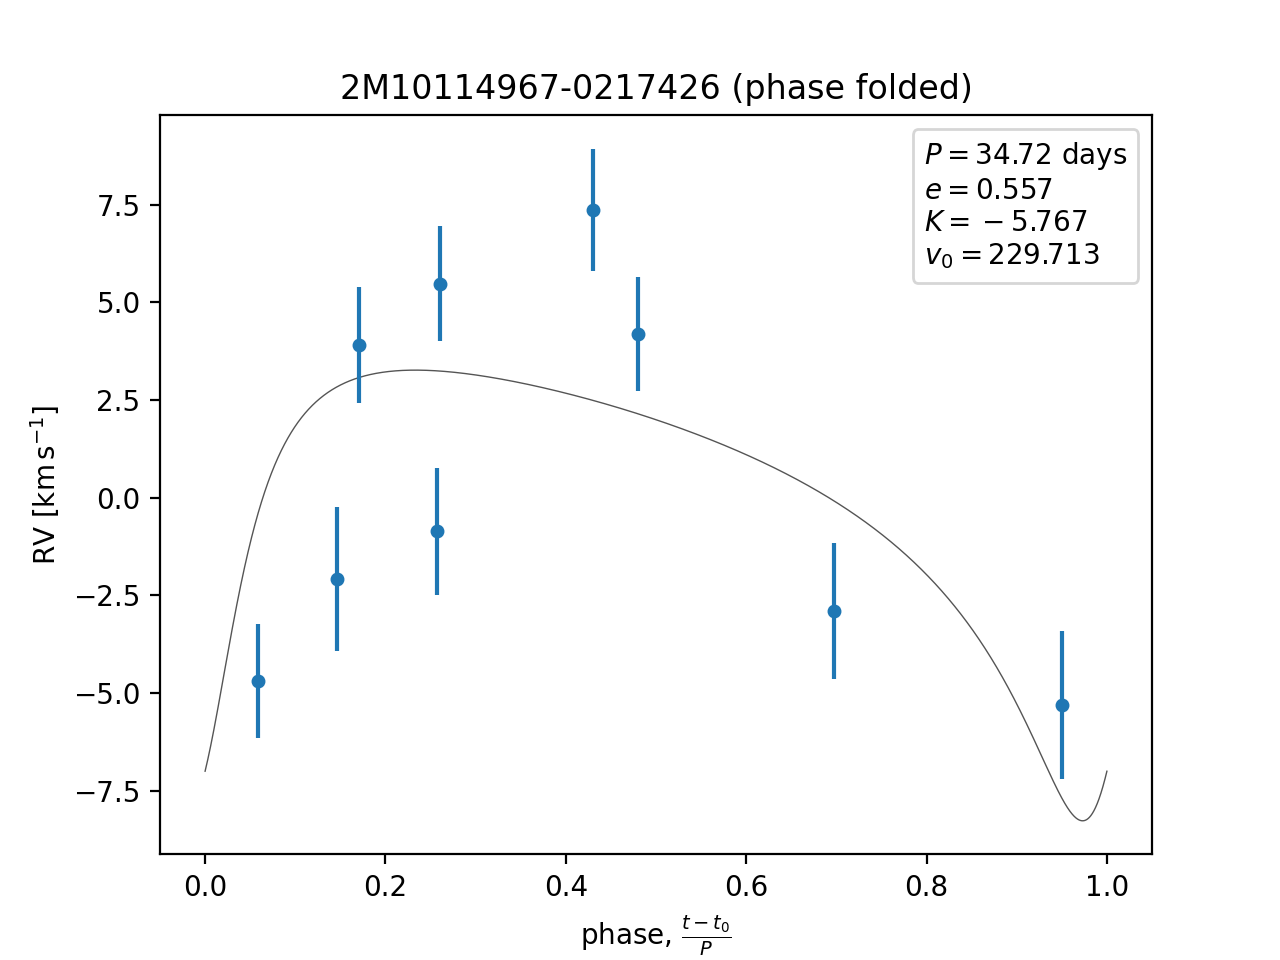 2M10114967-0217426 (phase folded)
P = 34.72 days
e = 0.557
K = −5.767
v₀ = 229.713
RV [km s⁻¹]
7.5
5.0
2.5
0.0
−2.5
−5.0
−7.5
0.0 0.2 0.4 0.6 0.8 1.0
phase, (t − t₀)/P